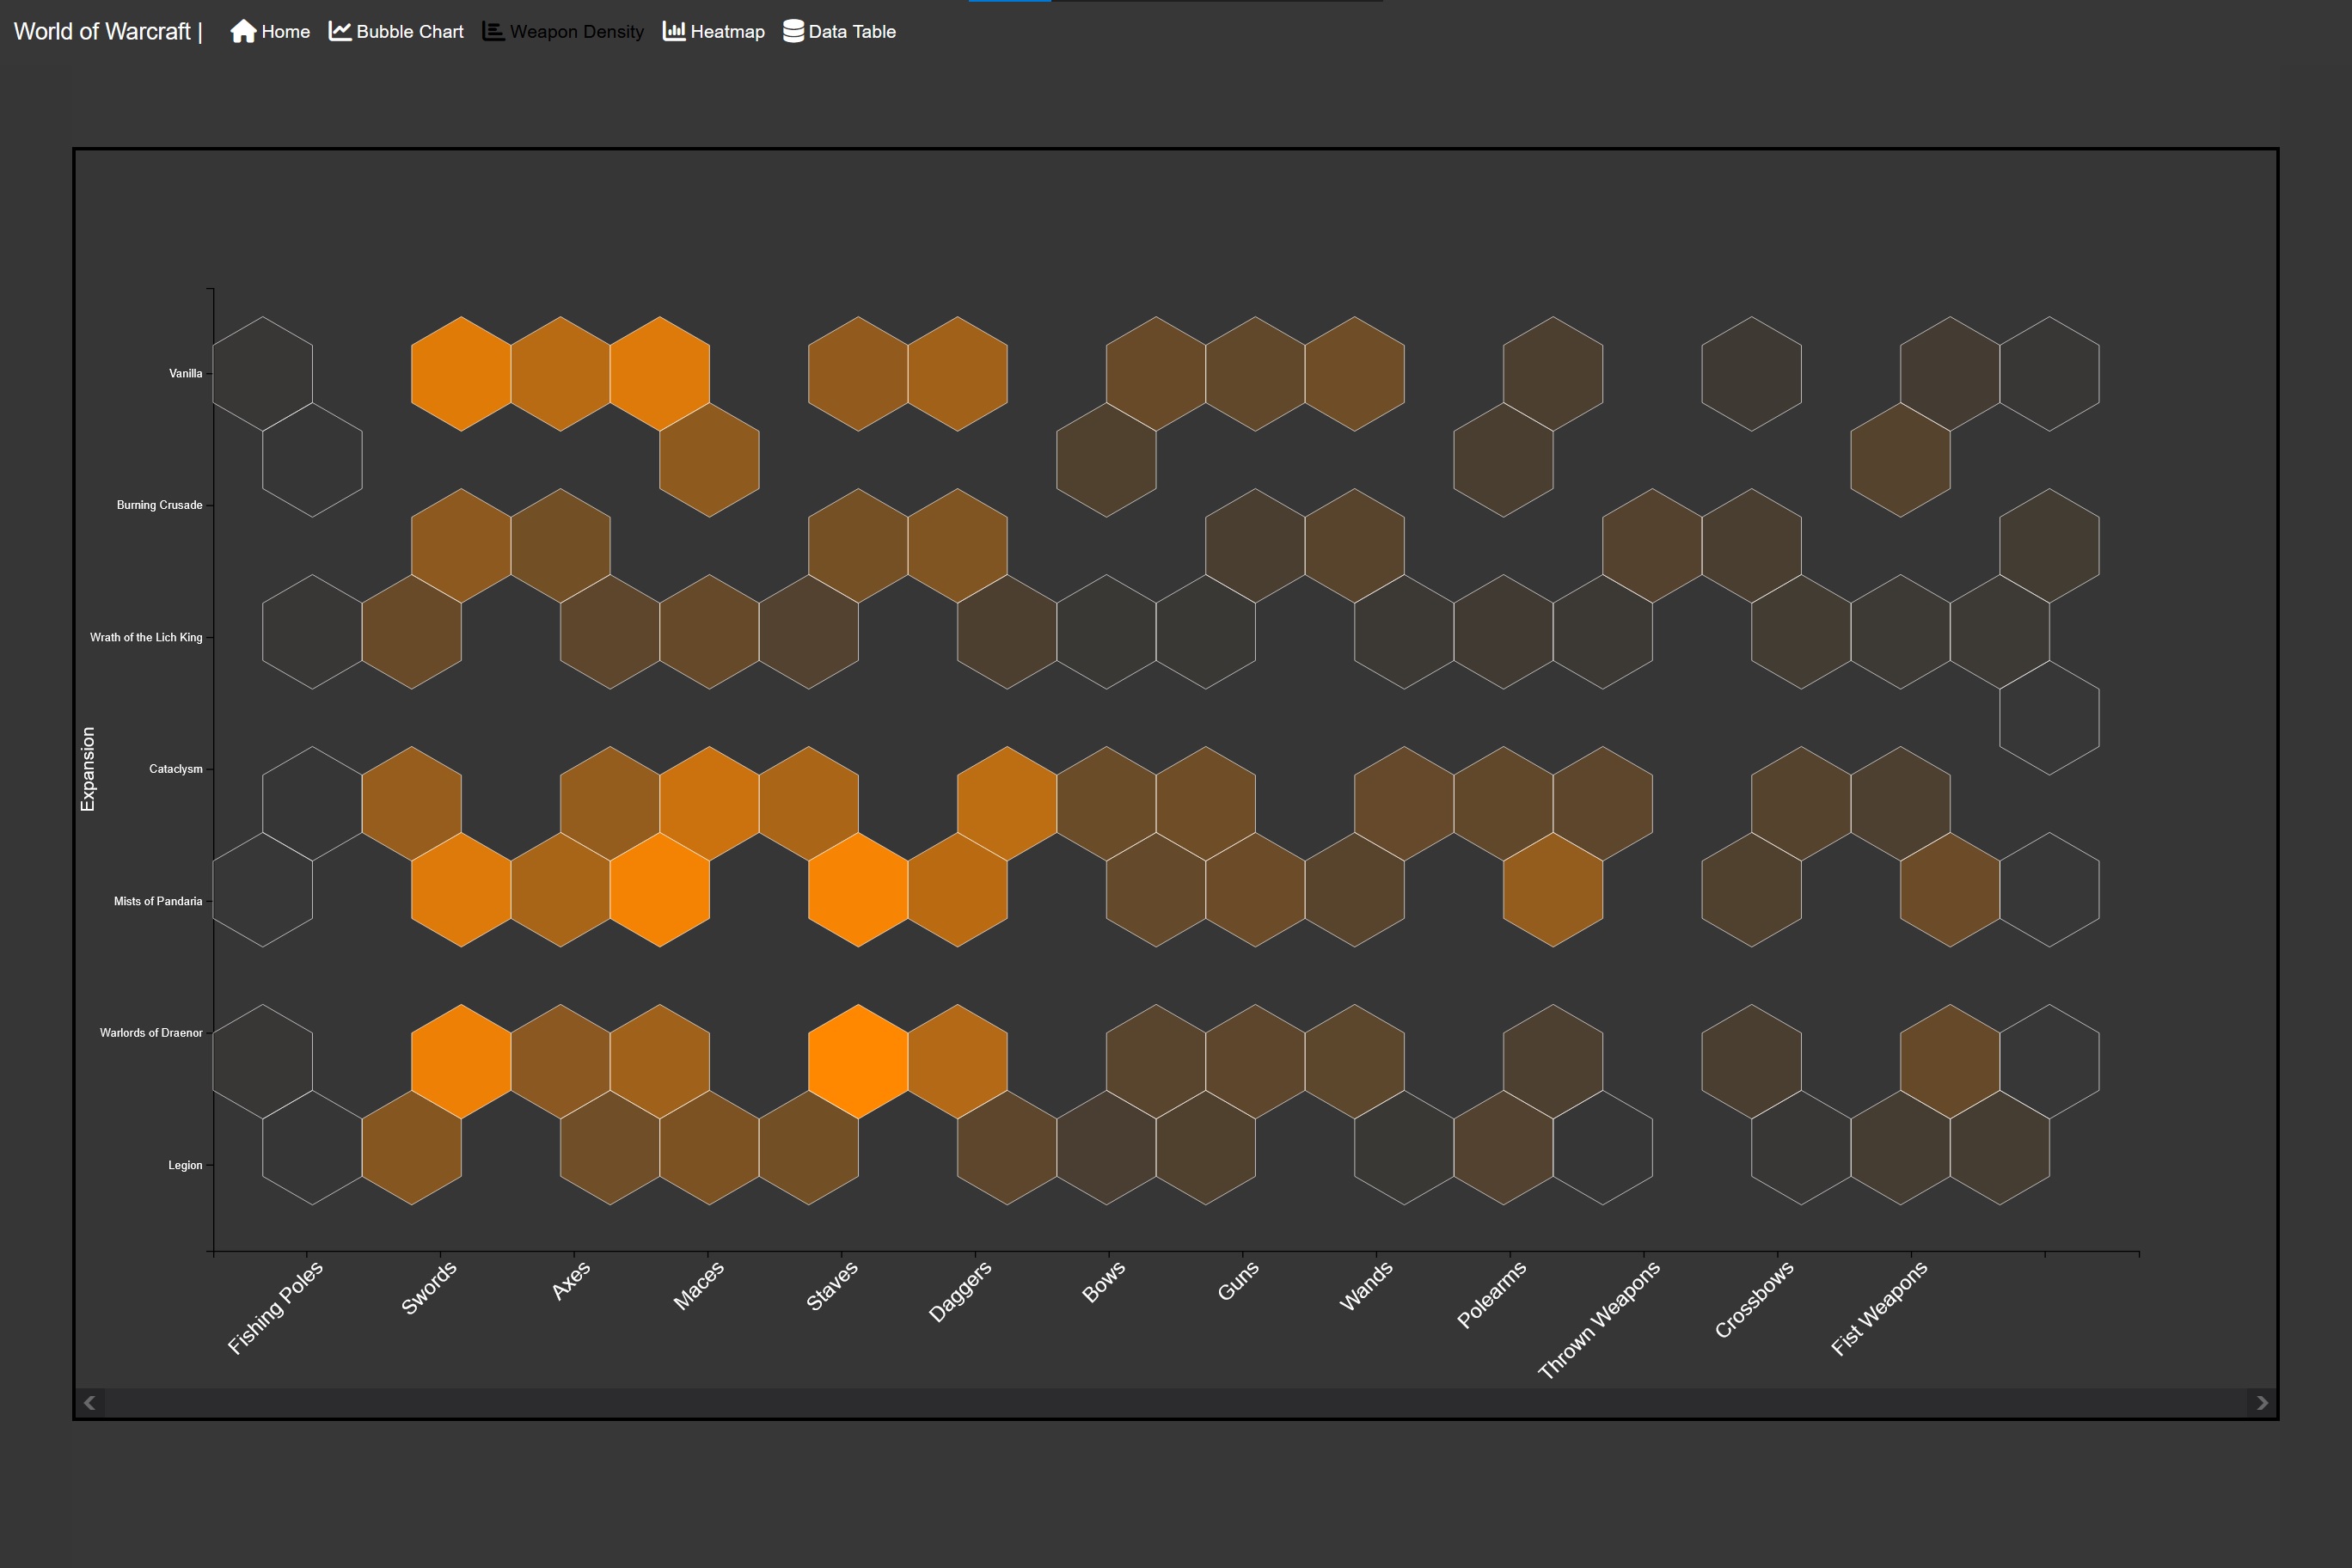 World of Warcraft | Home Bubble Chart Weapon Density Heatmap Data Table
Vanilla
Burning Crusade
Wrath of the Lich King
Cataclysm
Mists of Pandaria
Warlords of Draenor
Legion
Expansion
Fishing Poles
Swords
Axes
Maces
Staves
Daggers
Bows
Guns
Wands
Polearms
Thrown Weapons
Crossbows
Fist Weapons